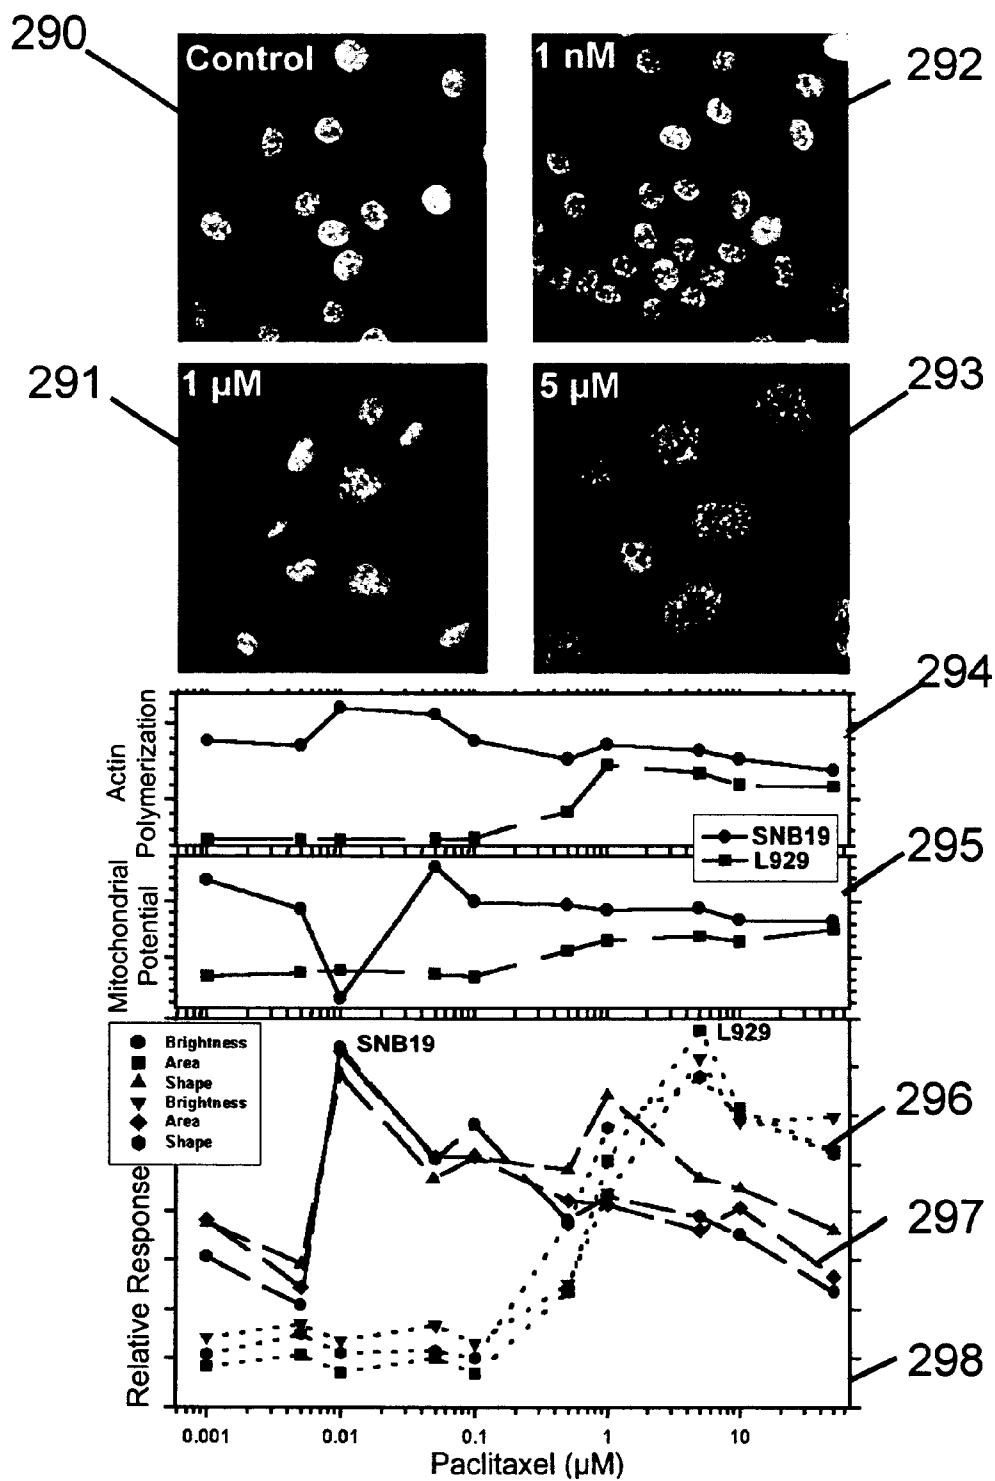 290
Control
1 nM
292
291
1 µM
5 µM
293
294
Actin
Polymerization
SNB19
L929
295
Mitochondrial
Potential
Brightness
Area
Shape
Brightness
Area
Shape
SNB19
L929
296
297
298
Relative Response
0.001
0.01
0.1
1
10
Paclitaxel (µM)